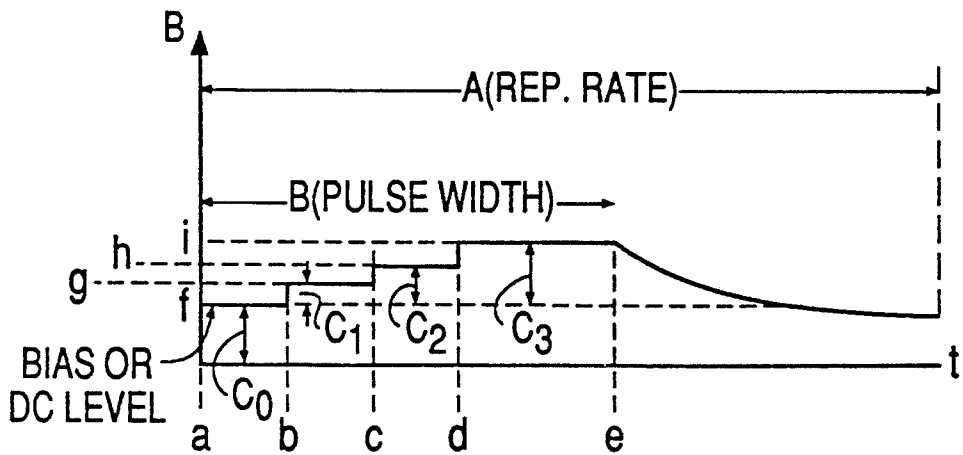 B
A(REP. RATE)
B(PULSE WIDTH)
i
h
g
f
C1
C2
C3
t
BIAS OR
DC LEVEL
C0
a b c d e